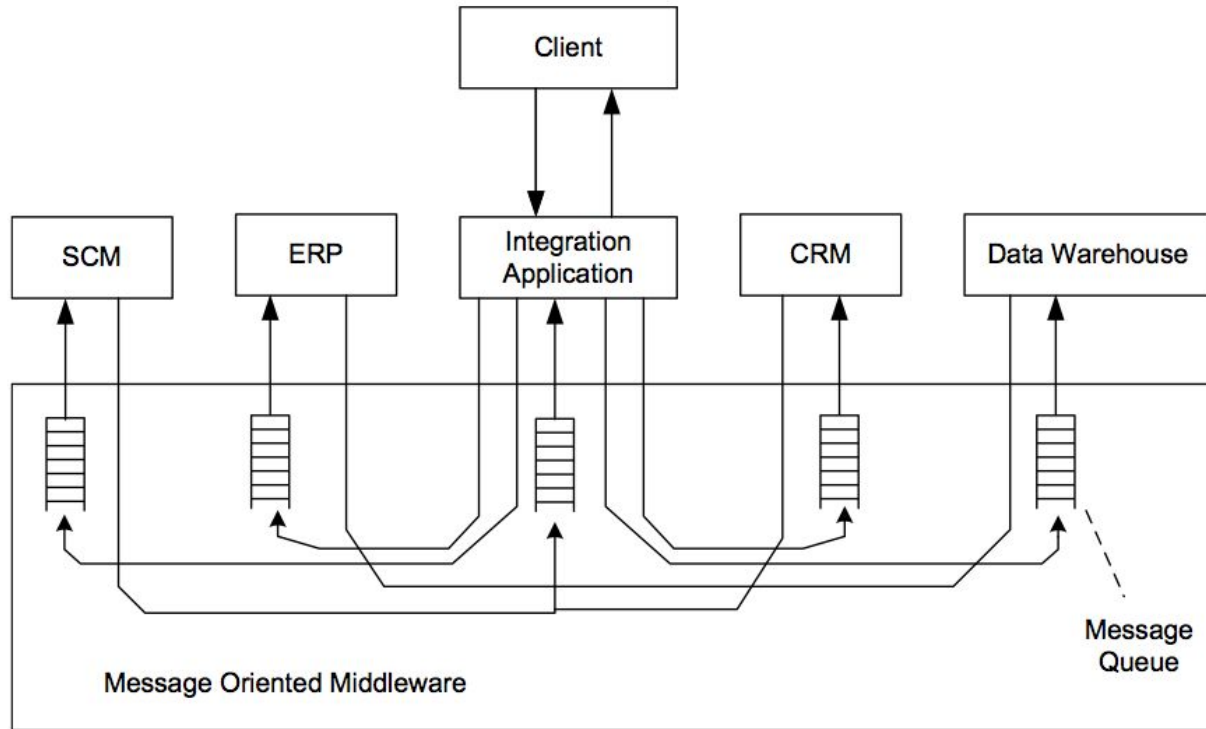 Client
SCM
ERP
Integration
Application
CRM
Data Warehouse
Message
Queue
Message Oriented Middleware